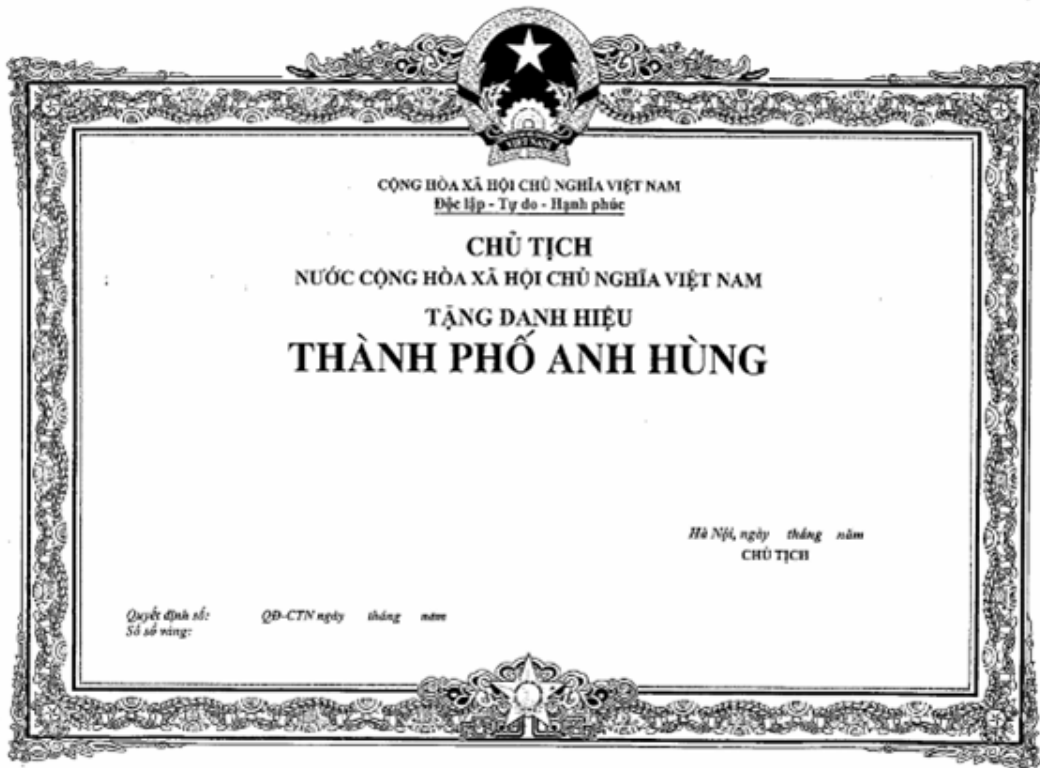 VIỆT NAM
CỘNG HÒA XÃ HỘI CHỦ NGHĨA VIỆT NAM
Độc lập - Tự do - Hạnh phúc
CHỦ TỊCH
NƯỚC CỘNG HÒA XÃ HỘI CHỦ NGHĨA VIỆT NAM
TẶNG DANH HIỆU
THÀNH PHỐ ANH HÙNG
Hà Nội, ngày tháng năm
CHỦ TỊCH
Quyết định số: QĐ-CTN ngày tháng năm
Số sổ vàng: